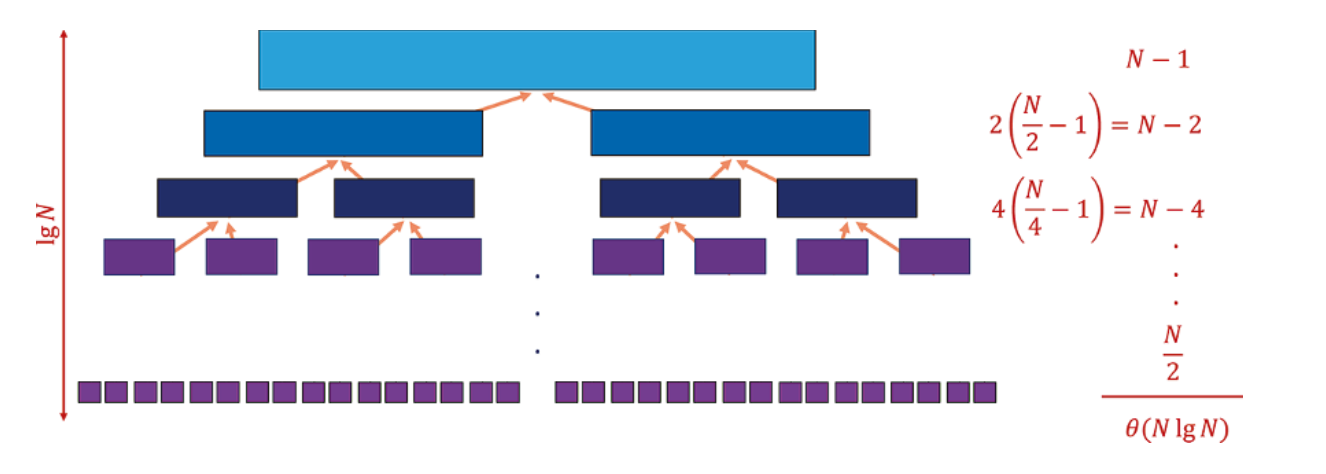 lg N
N − 1
2(N/2 − 1) = N − 2
4(N/4 − 1) = N − 4
.
.
.
.
.
.
N/2
θ(N lg N)